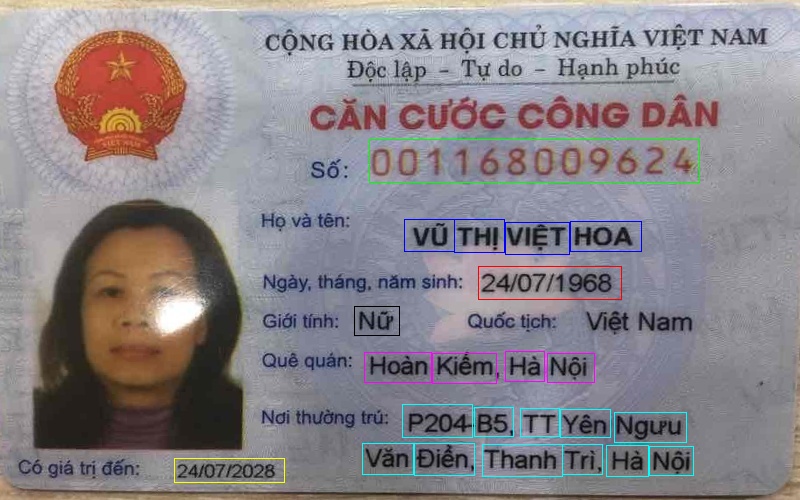 CỘNG HÒA XÃ HỘI CHỦ NGHĨA VIỆT NAM
Độc lập – Tự do – Hạnh phúc
CĂN CƯỚC CÔNG DÂN
Số: 001168009624
Họ và tên: VŨ THỊ VIỆT HOA
Ngày, tháng, năm sinh: 24/07/1968
Giới tính: Nữ Quốc tịch: Việt Nam
Quê quán: Hoàn Kiếm, Hà Nội
Nơi thường trú: P204-B5, TT Yên Ngưu
Văn Điển, Thanh Trì, Hà Nội
Có giá trị đến: 24/07/2028